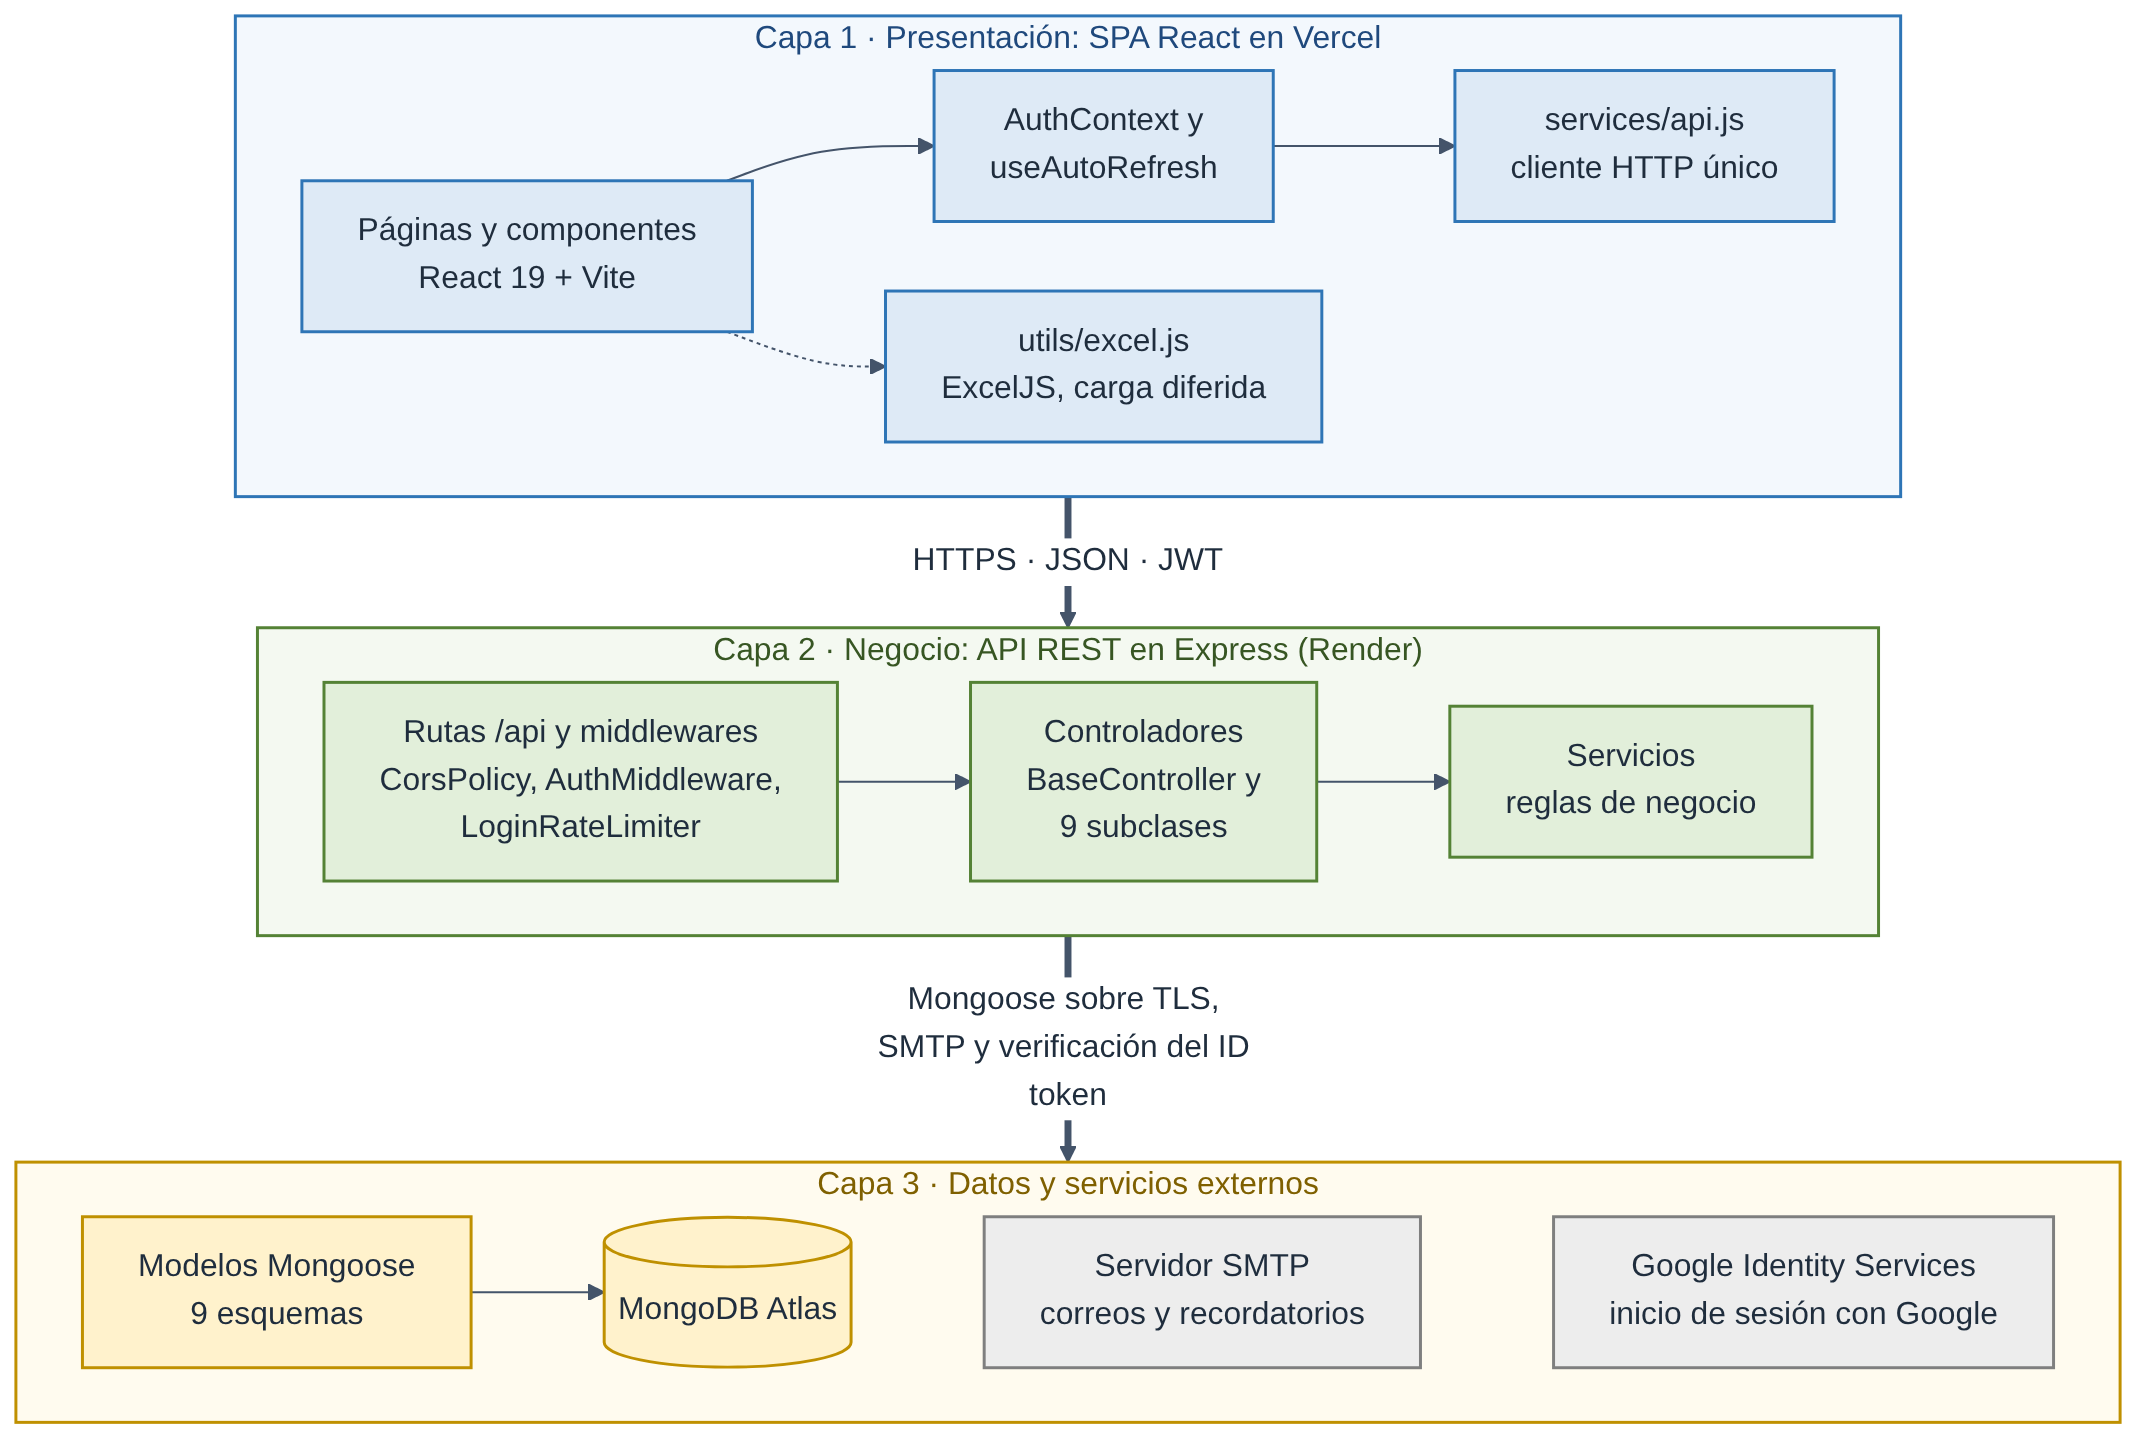 Capa 1 · Presentación: SPA React en Vercel
AuthContext y
useAutoRefresh
services/api.js
cliente HTTP único
Páginas y componentes
React 19 + Vite
utils/excel.js
ExcelJS, carga diferida
HTTPS · JSON · JWT
Capa 2 · Negocio: API REST en Express (Render)
Rutas /api y middlewares
CorsPolicy, AuthMiddleware,
LoginRateLimiter
Controladores
BaseController y
9 subclases
Servicios
reglas de negocio
Mongoose sobre TLS,
SMTP y verificación del ID
token
Capa 3 · Datos y servicios externos
Modelos Mongoose
9 esquemas
MongoDB Atlas
Servidor SMTP
correos y recordatorios
Google Identity Services
inicio de sesión con Google